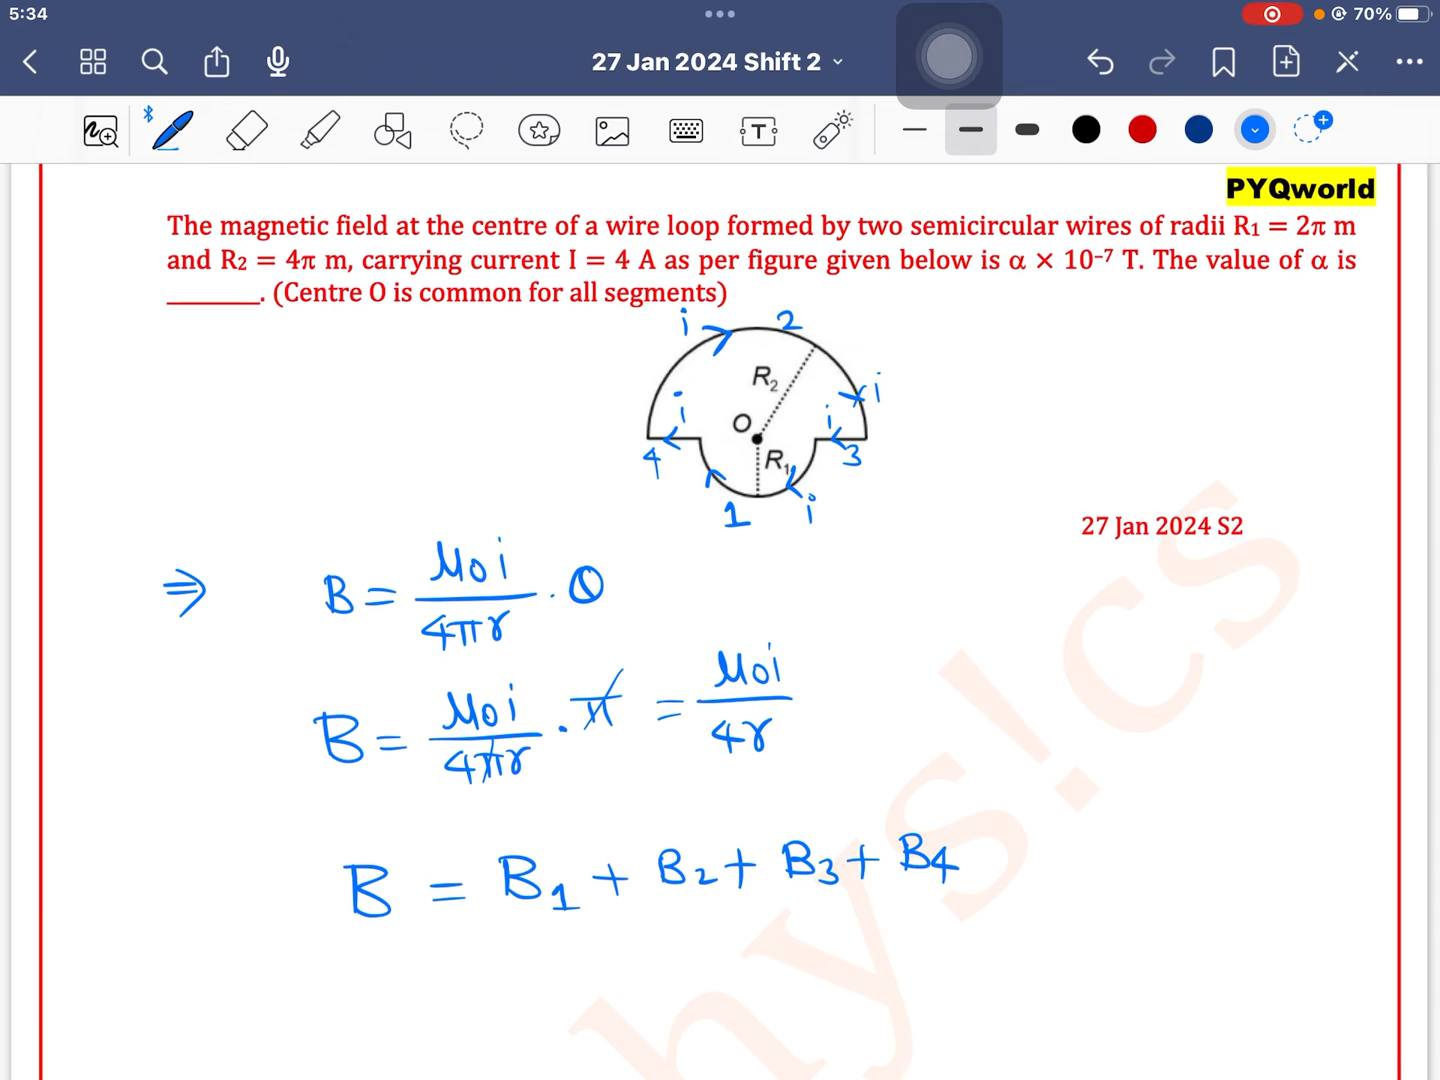 5:34
70%
27 Jan 2024 Shift 2
T
PYQworld
The magnetic field at the centre of a wire loop formed by two semicircular wires of radii R₁ = 2π m
and R₂ = 4π m, carrying current I = 4 A as per figure given below is α × 10⁻⁷ T. The value of α is
________. (Centre O is common for all segments)
i 2
R₂
i i i
O
4 R₁ 3
1 i
27 Jan 2024 S2
⇒ B = μ₀i / 4πr . θ
B = μ₀i / 4πr . π = μ₀i / 4r
B = B₁ + B₂ + B₃ + B₄
hys!cs